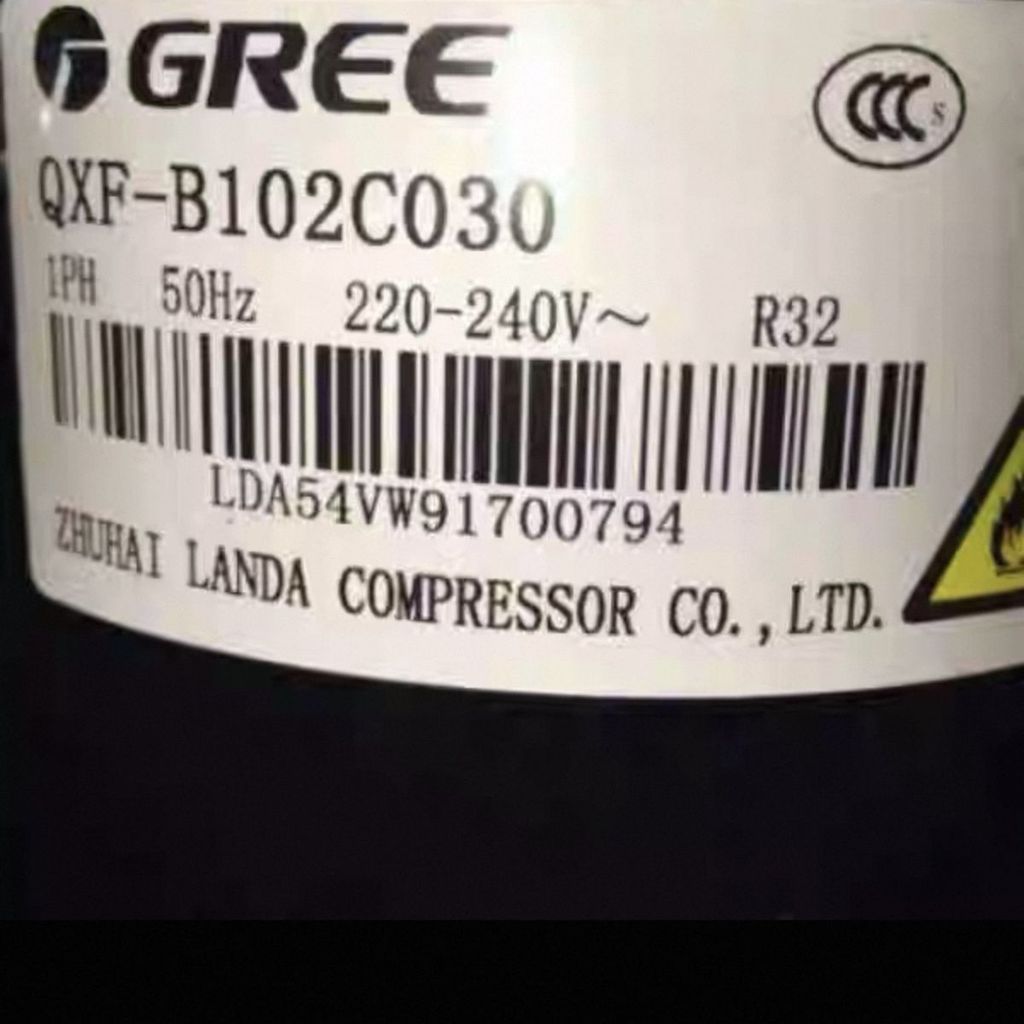 GREE
CCC
S
QXF-B102C030
1PH 50Hz 220-240V~ R32
LDA54VW91700794
ZHUHAI LANDA COMPRESSOR CO.,LTD.